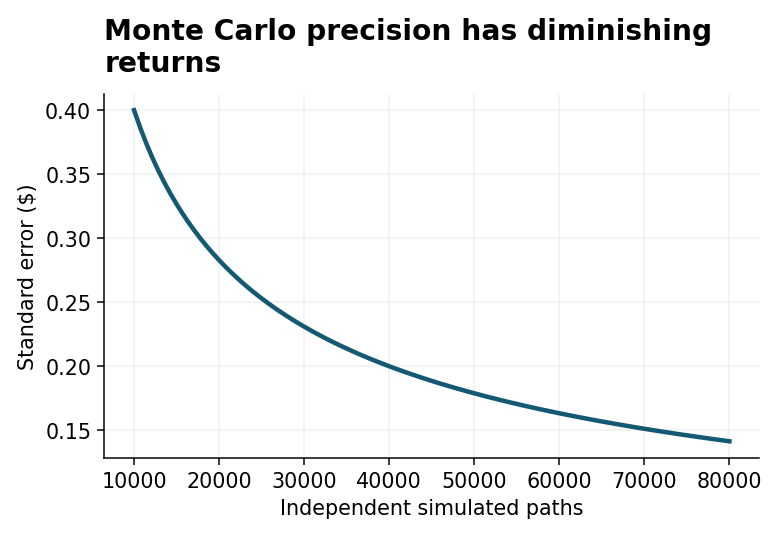 Monte Carlo precision has diminishing
returns
Standard error ($)
0.40
0.35
0.30
0.25
0.20
0.15
10000 20000 30000 40000 50000 60000 70000 80000
Independent simulated paths